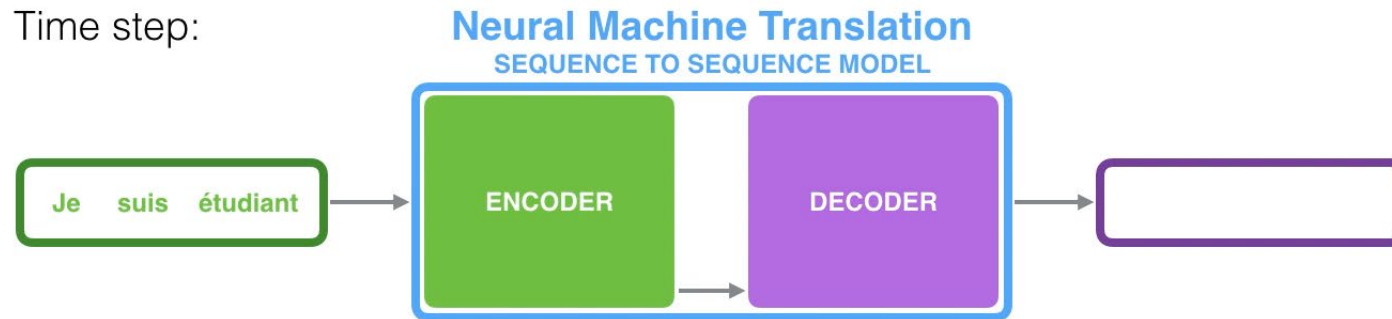 Time step:
Neural Machine Translation
SEQUENCE TO SEQUENCE MODEL
Je suis étudiant
ENCODER
DECODER